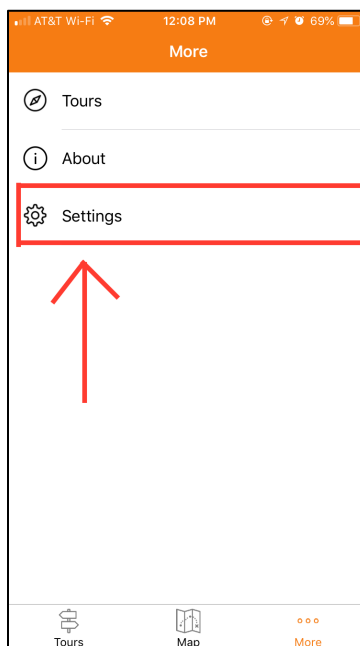 AT&T Wi-Fi 12:08 PM 69%
More
Tours
About
Settings
Tours Map More